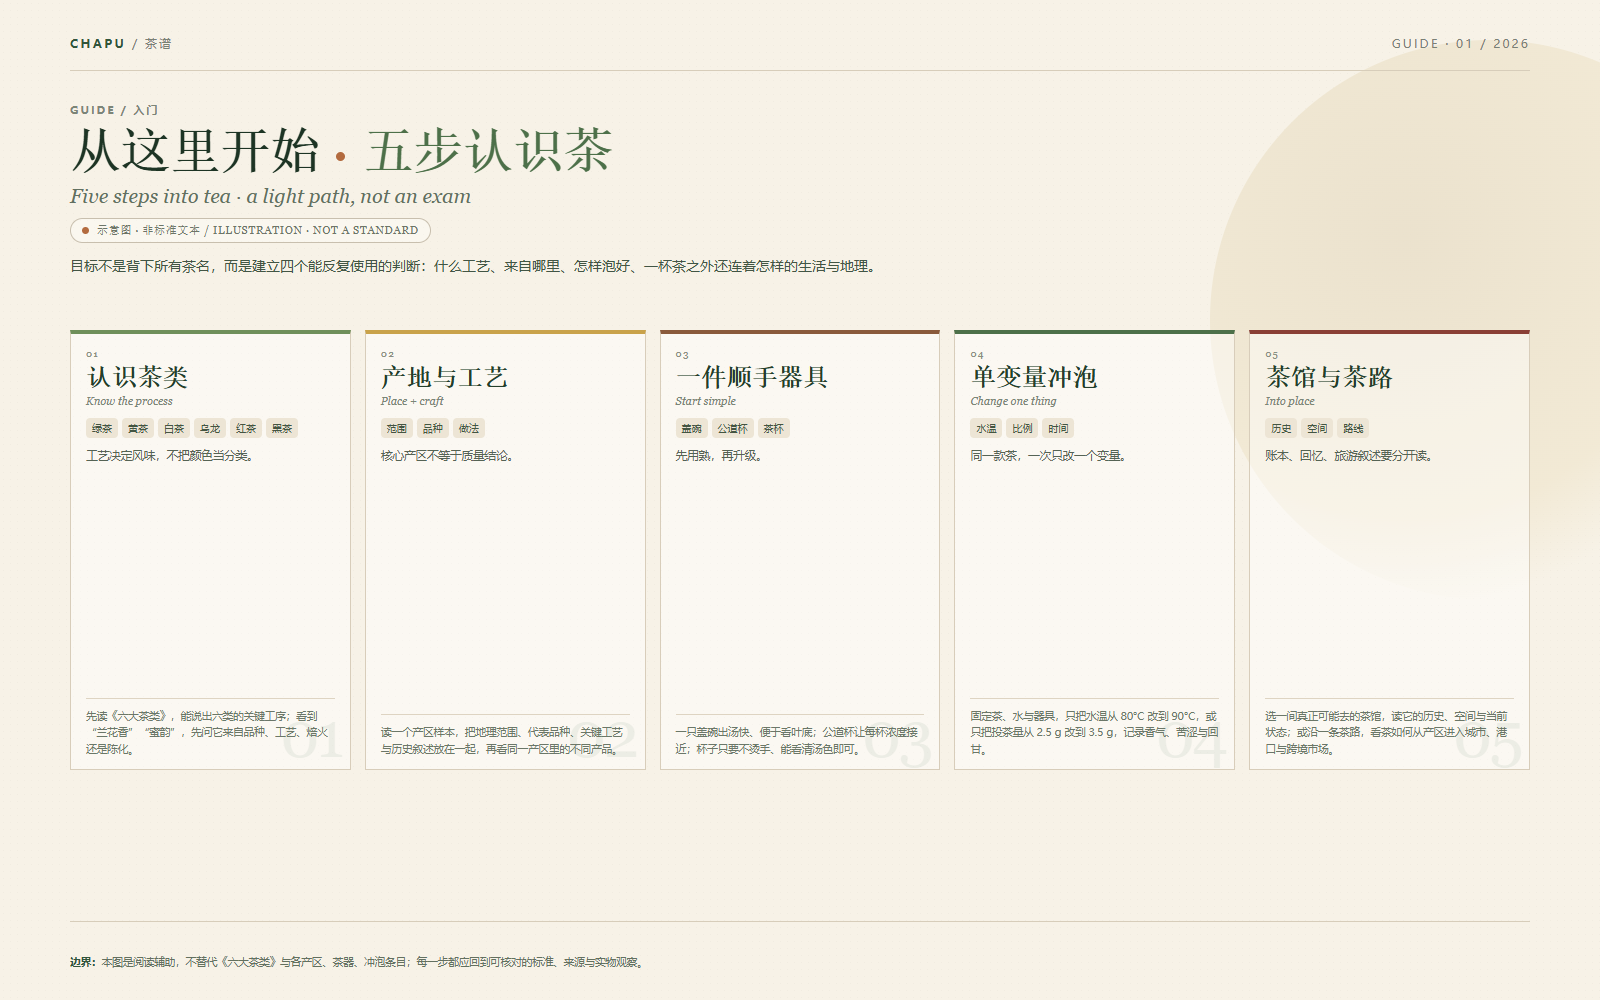 CHAPU / 茶谱
GUIDE · 01 / 2026
GUIDE / 入门
从这里开始 · 五步认识茶
Five steps into tea · a light path, not an exam
示意图 · 非标准文本 / ILLUSTRATION · NOT A STANDARD
目标不是背下所有茶名，而是建立四个能反复使用的判断：什么工艺、来自哪里、怎样泡好、一杯茶之外还连着怎样的生活与地理。
01
认识茶类
Know the process
绿茶 黄茶 白茶 乌龙 红茶 黑茶
工艺决定风味，不把颜色当分类。
先读《六大茶类》，能说出六类的关键工序；看到
“兰花香”“蜜韵”，先问它来自品种、工艺、焙火
还是陈化。
01
02
产地与工艺
Place + craft
范围 品种 做法
核心产区不等于质量结论。
读一个产区样本，把地理范围、代表品种、关键工艺
与历史叙述放在一起，再看同一产区里的不同产品。
02
03
一件顺手器具
Start simple
盖碗 公道杯 茶杯
先用熟，再升级。
一只盖碗出汤快、便于看叶底；公道杯让每杯浓度接
近；杯子只要不烫手、能看清汤色即可。
03
04
单变量冲泡
Change one thing
水温 比例 时间
同一款茶，一次只改一个变量。
固定茶、水与器具，只把水温从 80°C 改到 90°C，或
只把投茶量从 2.5 g 改到 3.5 g，记录香气、苦涩与回
甘。
04
05
茶馆与茶路
Into place
历史 空间 路线
账本、回忆、旅游叙述要分开读。
选一间真正可能去的茶馆，读它的历史、空间与当前
状态；或沿一条茶路，看茶如何从产区进入城市、港
口与跨境市场。
05
边界：本图是阅读辅助，不替代《六大茶类》与各产区、茶器、冲泡条目；每一步都应回到可核对的标准、来源与实物观察。